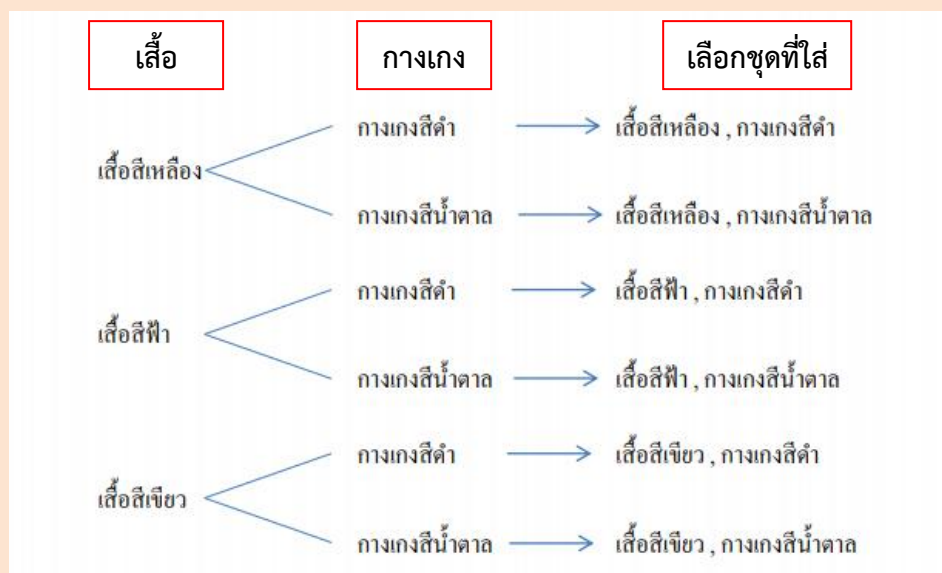 เสื้อ กางเกง เลือกชุดที่ใส่
กางเกงสีดำ เสื้อสีเหลือง , กางเกงสีดำ
เสื้อสีเหลือง
กางเกงสีน้ำตาล เสื้อสีเหลือง , กางเกงสีน้ำตาล
กางเกงสีดำ เสื้อสีฟ้า , กางเกงสีดำ
เสื้อสีฟ้า
กางเกงสีน้ำตาล เสื้อสีฟ้า , กางเกงสีน้ำตาล
กางเกงสีดำ เสื้อสีเขียว , กางเกงสีดำ
เสื้อสีเขียว
กางเกงสีน้ำตาล เสื้อสีเขียว , กางเกงสีน้ำตาล